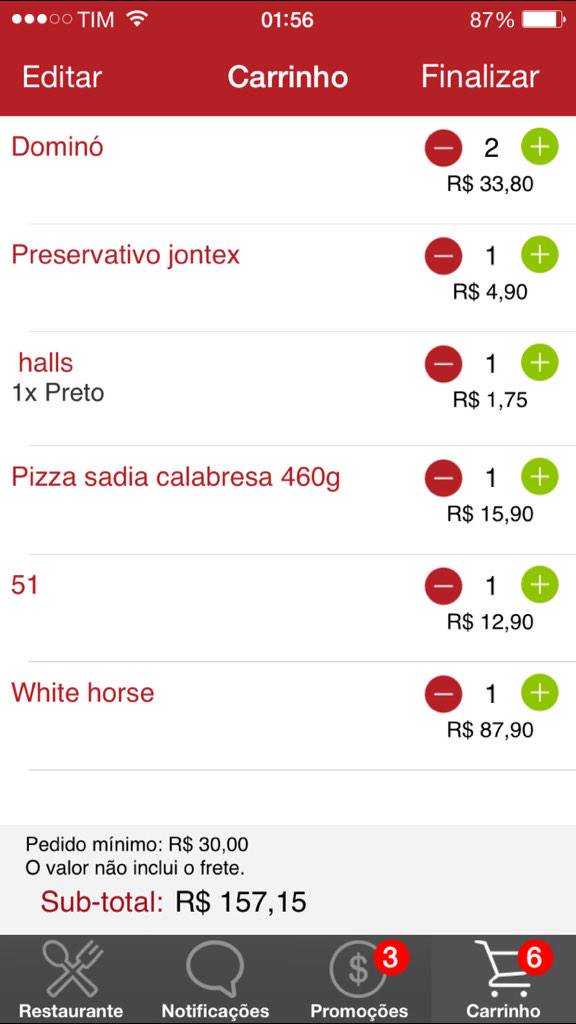 TIM 01:56 87%
Editar Carrinho Finalizar
Dominó 2
R$ 33,80
Preservativo jontex 1
R$ 4,90
halls 1
1x Preto R$ 1,75
Pizza sadia calabresa 460g 1
R$ 15,90
51 1
R$ 12,90
White horse 1
R$ 87,90
Pedido mínimo: R$ 30,00
O valor não inclui o frete.
Sub-total: R$ 157,15
$ 3 6
Restaurante Notificações Promoções Carrinho